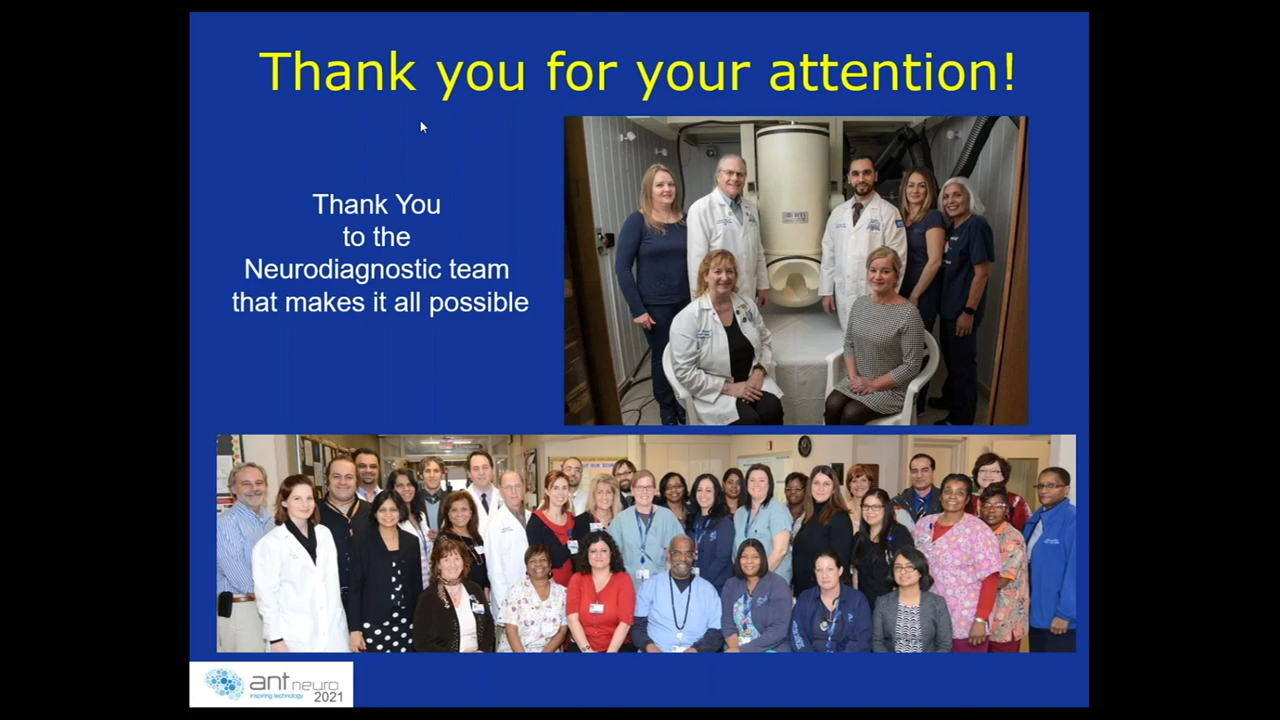 Thank you for your attention!
Thank You
to the
Neurodiagnostic team
that makes it all possible
ant neuro
inspiring technology
2021